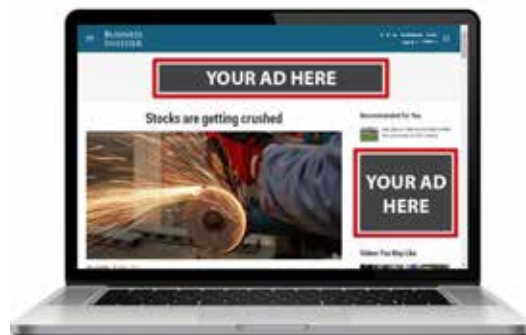 BUSINESS
INSIDER
YOUR AD HERE
Stocks are getting crushed
Recommended For You
YOUR AD
HERE
Videos You May Like